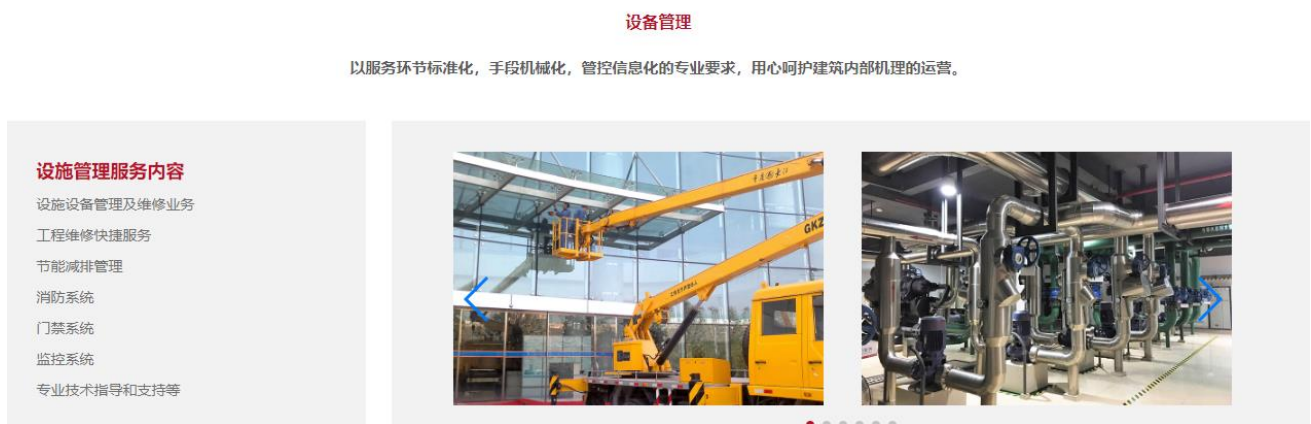 设备管理
以服务环节标准化，手段机械化，管控信息化的专业要求，用心呵护建筑内部机理的运营。
设施管理服务内容
设施设备管理及维修业务
工程维修快捷服务
节能减排管理
消防系统
门禁系统
监控系统
专业技术指导和支持等
GKZ